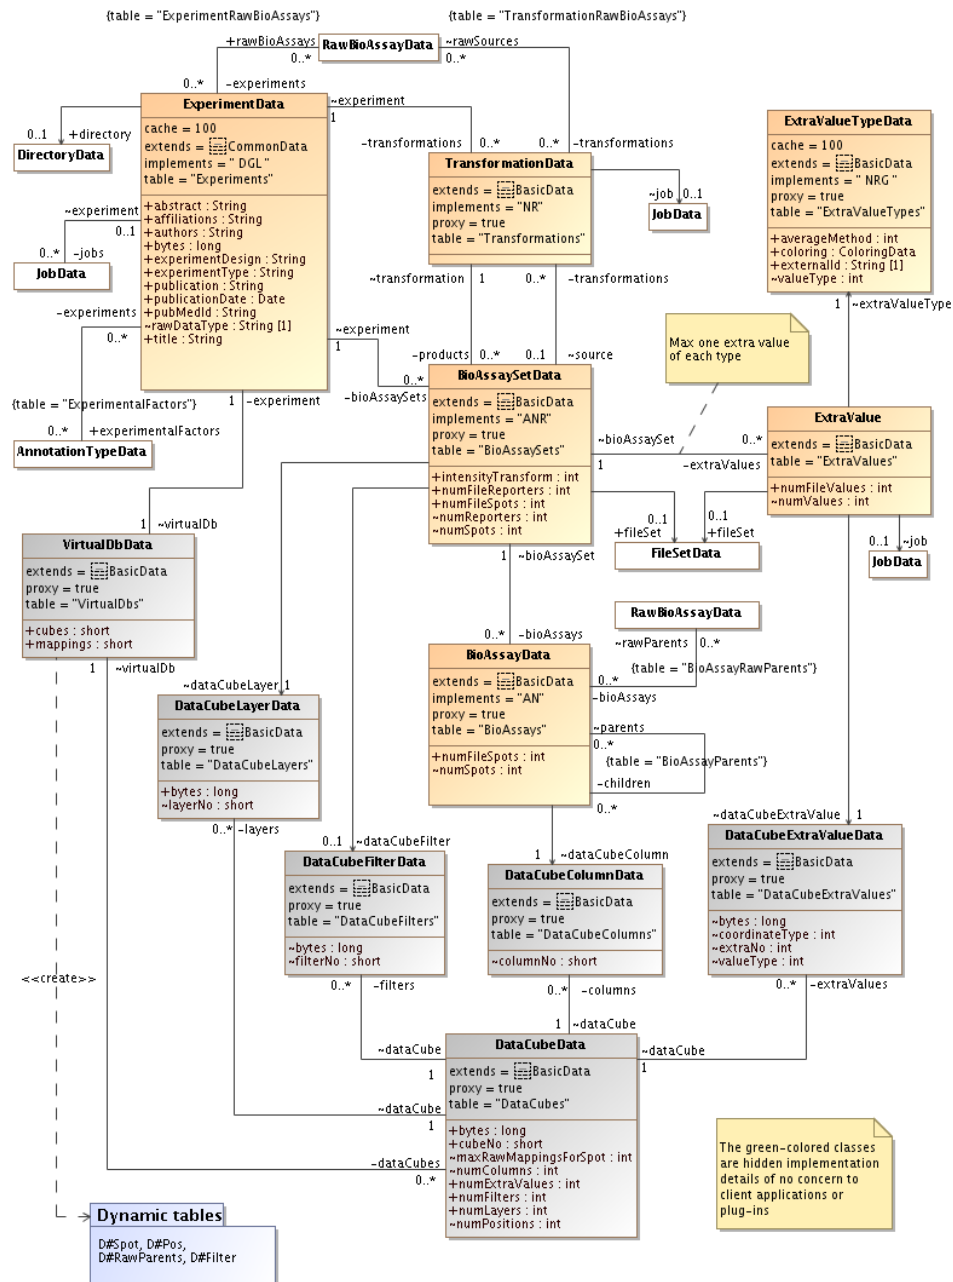 {table = "ExperimentRawBioAssays"}
{table = "TransformationRawBioAssays"}
+rawBioAssays
0..*
RawBioAssayData
~rawSources
0..*
0..*
-experiments
ExperimentData
cache = 100
extends = CommonData
implements = " DGL"
table = "Experiments"
+abstract : String
+affiliations : String
+authors : String
+bytes : long
+experimentDesign : String
+experimentType : String
+publication : String
+publicationDate : Date
+pubMedId : String
~rawDataType : String [1]
+title : String
0..1
+directory
DirectoryData
~experiment
0..1
0..*
-jobs
JobData
-experiments
0..*
{table = "ExperimentalFactors"}
0..*
+experimentalFactors
AnnotationTypeData
~experiment
1
-transformations
0..*
0..*
-transformations
TransformationData
extends = BasicData
implements = "NR"
proxy = true
table = "Transformations"
~job
0..1
JobData
~transformation
1
0..*
-transformations
ExtraValueTypeData
cache = 100
extends = BasicData
implements = " NRG"
proxy = true
table = "ExtraValueTypes"
+averageMethod : int
+coloring : ColoringData
+externalId : String [1]
~valueType : int
1
~extraValueType
Max one extra value
of each type
~experiment
1
0..*
-bioAssaySets
-products
0..*
0..1
~source
BioAssaySetData
extends = BasicData
implements = "ANR"
proxy = true
table = "BioAssaySets"
+intensityTransform : int
+numFileReporters : int
+numFileSpots : int
~numReporters : int
~numSpots : int
~bioAssaySet
1
0..*
-extraValues
ExtraValue
extends = BasicData
table = "ExtraValues"
+numFileValues : int
~numValues : int
0..1
+fileSet
0..1
+fileSet
FileSetData
0..1
~job
JobData
1
-experiment
1
~virtualDb
VirtualDbData
extends = BasicData
proxy = true
table = "VirtualDbs"
+cubes : short
+mappings : short
1
~virtualDb
1
~bioAssaySet
0..*
-bioAssays
BioAssayData
extends = BasicData
implements = "AN"
proxy = true
table = "BioAssays"
+numFileSpots : int
~numSpots : int
RawBioAssayData
~rawParents
0..*
{table = "BioAssayRawParents"}
0..*
-bioAssays
~parents
0..*
{table = "BioAssayParents"}
-children
0..*
~dataCubeLayer
1
DataCubeLayerData
extends = BasicData
proxy = true
table = "DataCubeLayers"
+bytes : long
~layerNo : short
0..*
-layers
0..1
~dataCubeFilter
DataCubeFilterData
extends = BasicData
proxy = true
table = "DataCubeFilters"
~bytes : long
~filterNo : short
0..*
-filters
1
~dataCubeColumn
DataCubeColumnData
extends = BasicData
proxy = true
table = "DataCubeColumns"
~columnNo : short
0..*
-columns
~dataCubeExtraValue
1
DataCubeExtraValueData
extends = BasicData
proxy = true
table = "DataCubeExtraValues"
~bytes : long
~coordinateType : int
~extraNo : int
~valueType : int
0..*
-extraValues
<<create>>
1
~dataCube
~dataCube
1
~dataCube
1
~dataCube
1
-dataCubes
0..*
DataCubeData
extends = BasicData
proxy = true
table = "DataCubes"
+bytes : long
+cubeNo : short
~maxRawMappingsForSpot : int
~numColumns : int
+numExtraValues : int
+numFilters : int
+numLayers : int
~numPositions : int
The green-colored classes
are hidden implementation
details of no concern to
client applications or
plug-ins
Dynamic tables
D#Spot, D#Pos,
D#RawParents, D#Filter